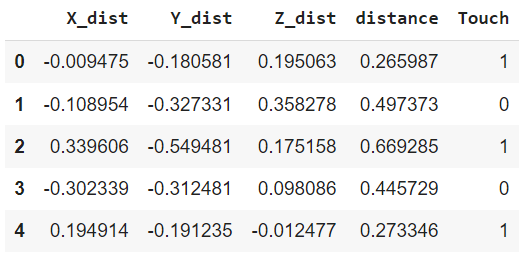 X_dist Y_dist Z_dist distance Touch
0 -0.009475 -0.180581 0.195063 0.265987 1
1 -0.108954 -0.327331 0.358278 0.497373 0
2 0.339606 -0.549481 0.175158 0.669285 1
3 -0.302339 -0.312481 0.098086 0.445729 0
4 0.194914 -0.191235 -0.012477 0.273346 1